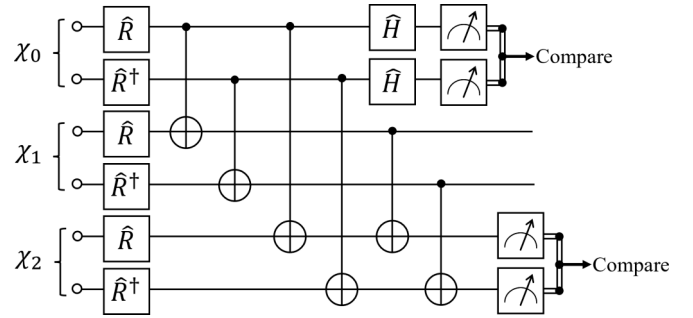 χ₀ R̂ Ĥ
R̂† Ĥ Compare
χ₁ R̂
R̂†
χ₂ R̂
R̂† Compare